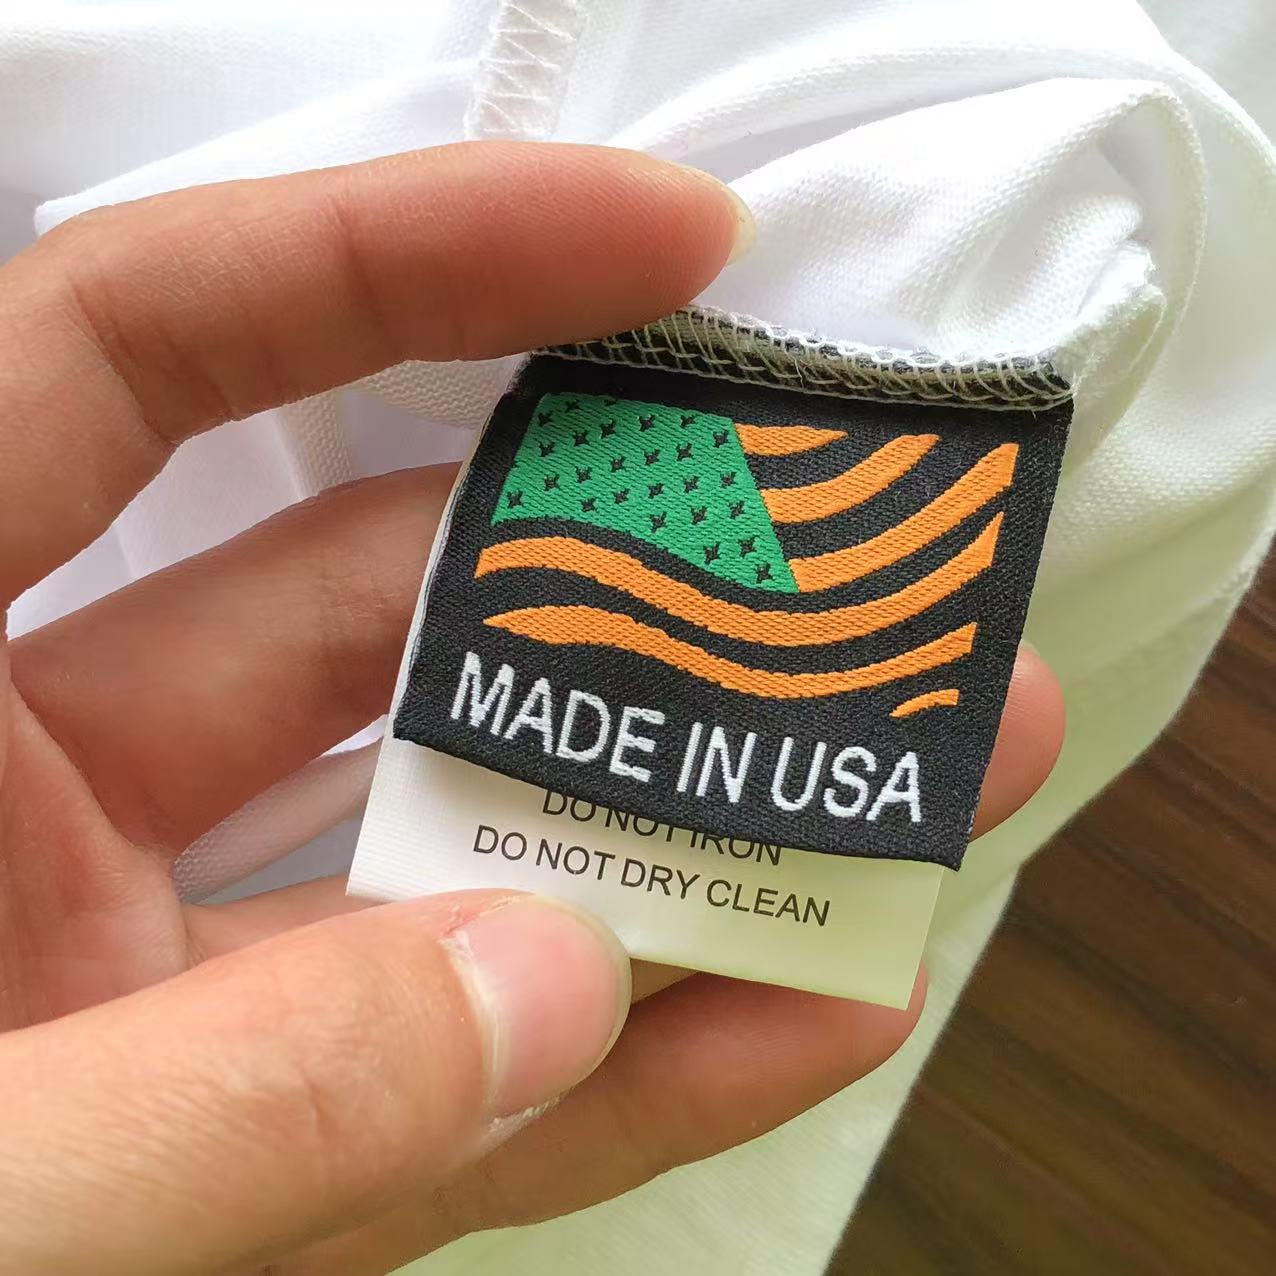 MADE IN USA
DO NOT IRON
DO NOT DRY CLEAN